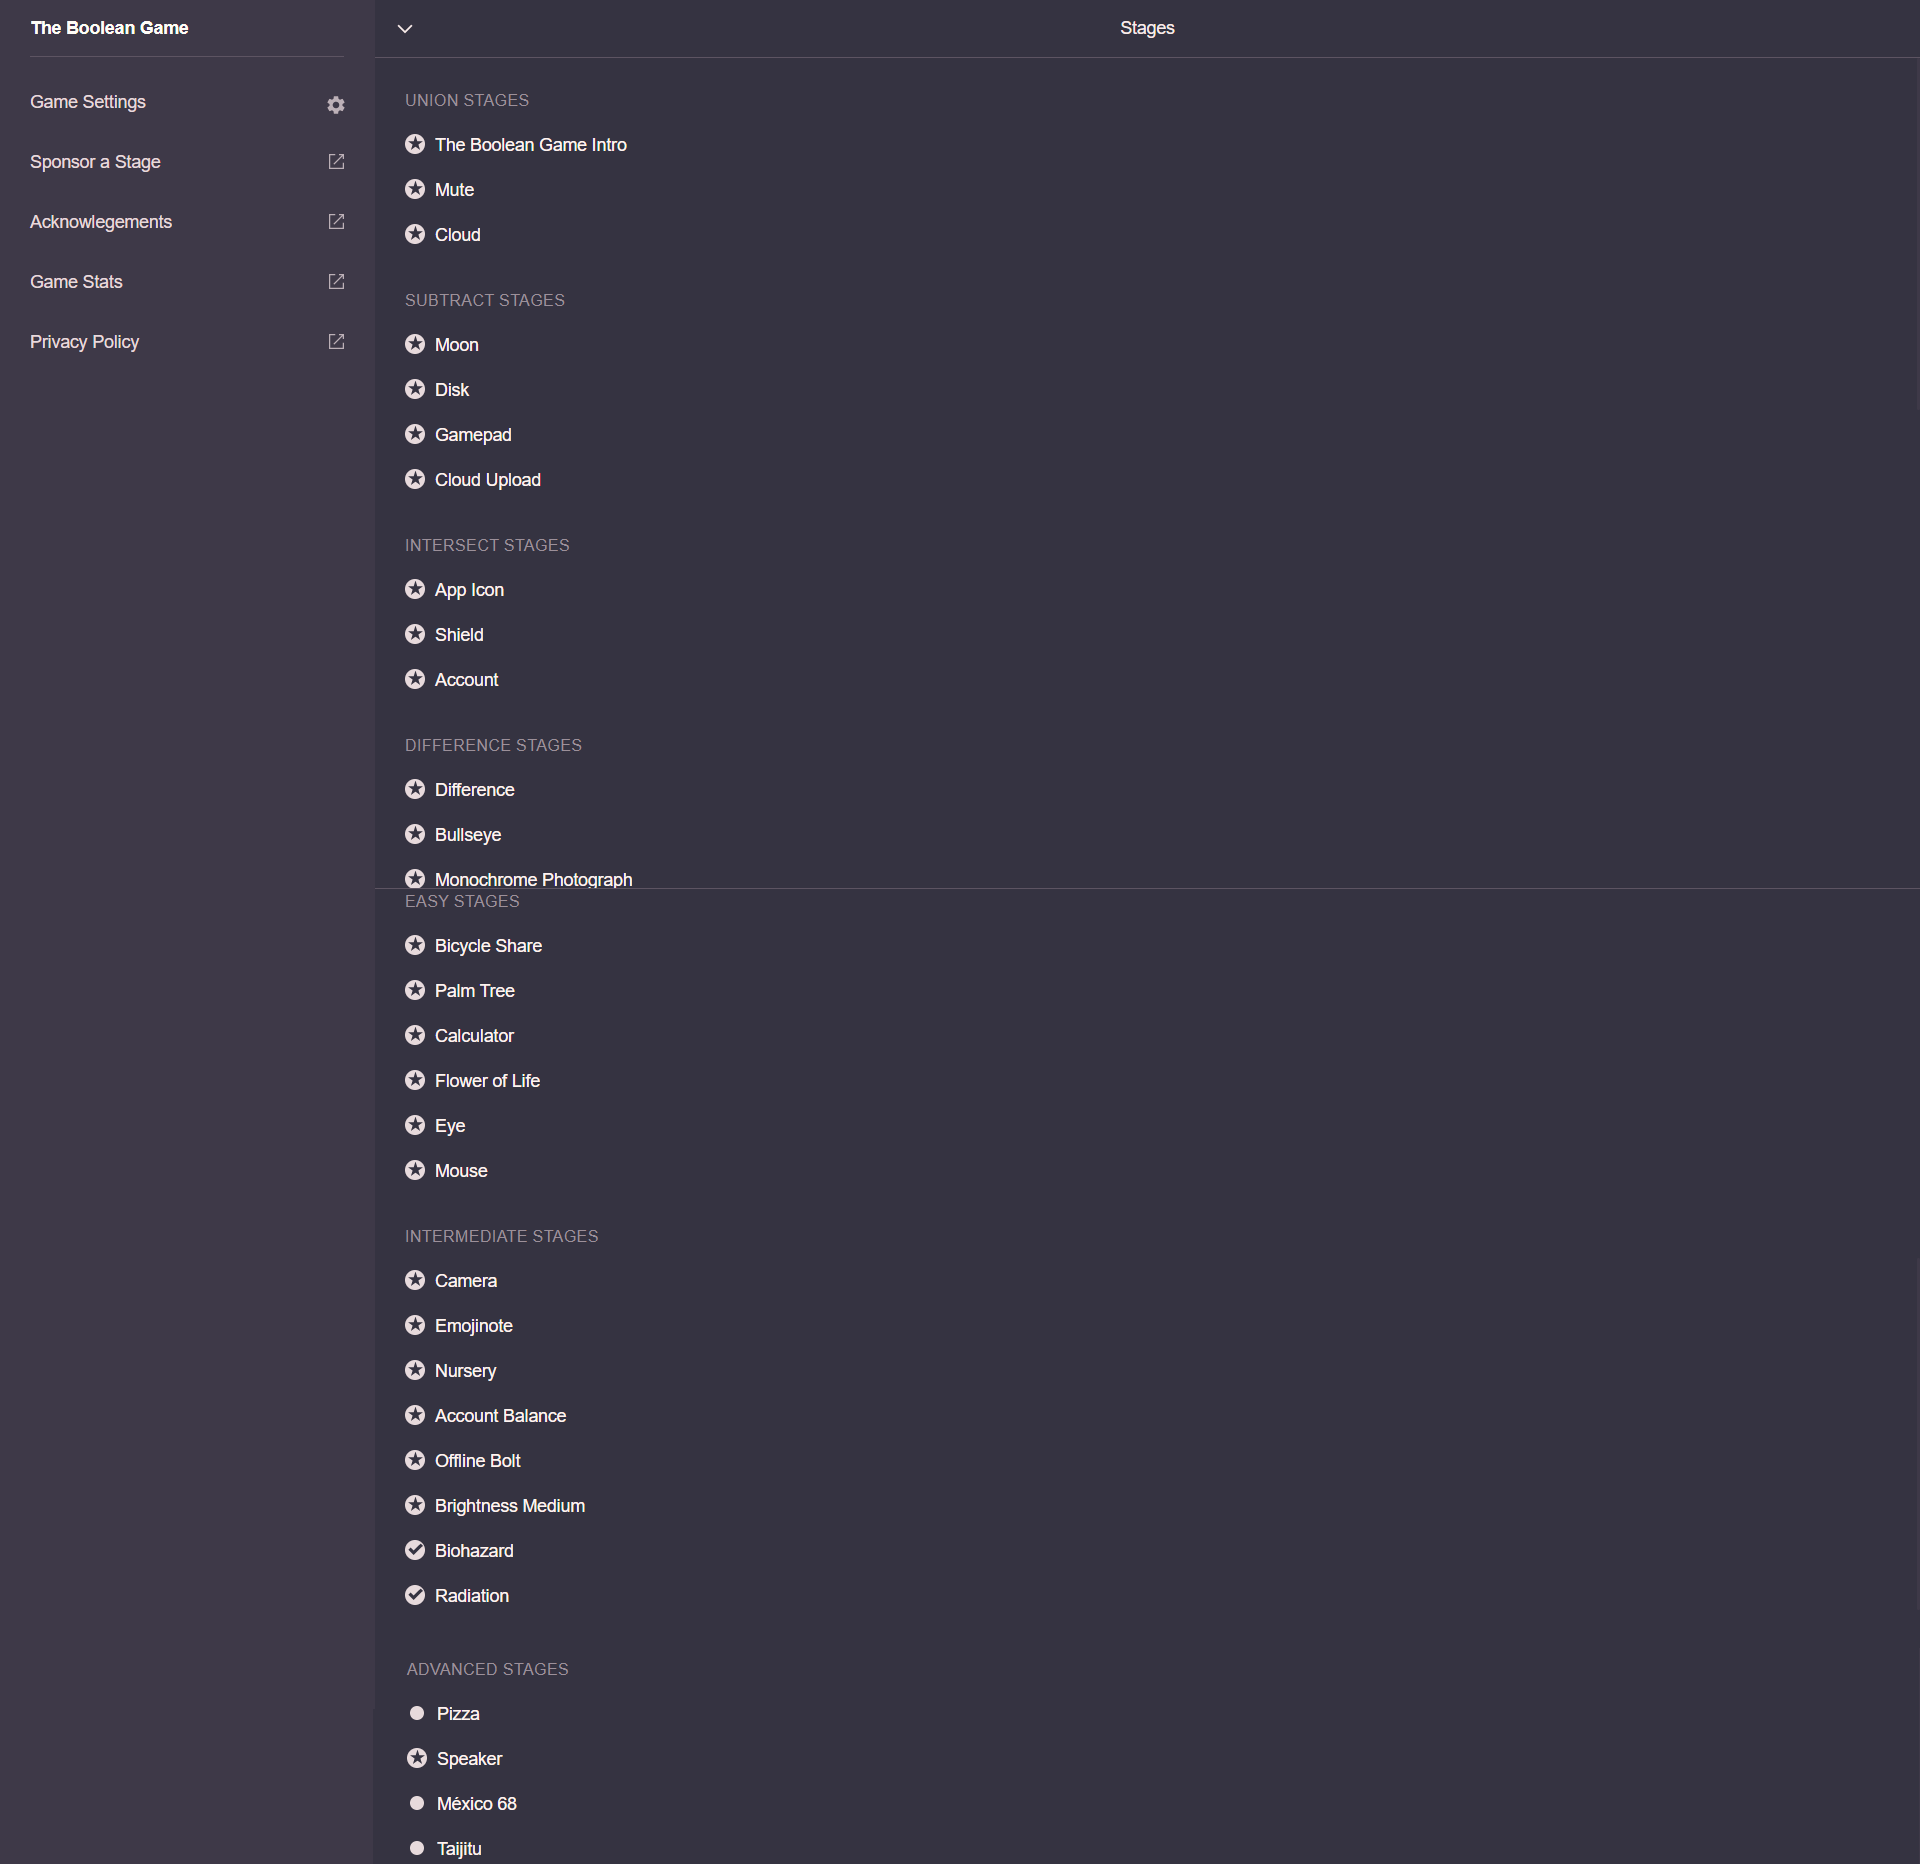 The Boolean Game
Game Settings
Sponsor a Stage
Acknowlegements
Game Stats
Privacy Policy
Stages
UNION STAGES
The Boolean Game Intro
Mute
Cloud
SUBTRACT STAGES
Moon
Disk
Gamepad
Cloud Upload
INTERSECT STAGES
App Icon
Shield
Account
DIFFERENCE STAGES
Difference
Bullseye
Monochrome Photograph
EASY STAGES
Bicycle Share
Palm Tree
Calculator
Flower of Life
Eye
Mouse
INTERMEDIATE STAGES
Camera
Emojinote
Nursery
Account Balance
Offline Bolt
Brightness Medium
Biohazard
Radiation
ADVANCED STAGES
Pizza
Speaker
México 68
Taijitu